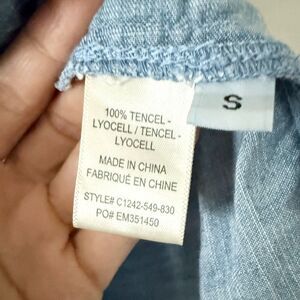 S
100% TENCEL -
LYOCELL / TENCEL -
LYOCELL
MADE IN CHINA
FABRIQUÉ EN CHINE
STYLE# C1242-549-830
PO# EM351450